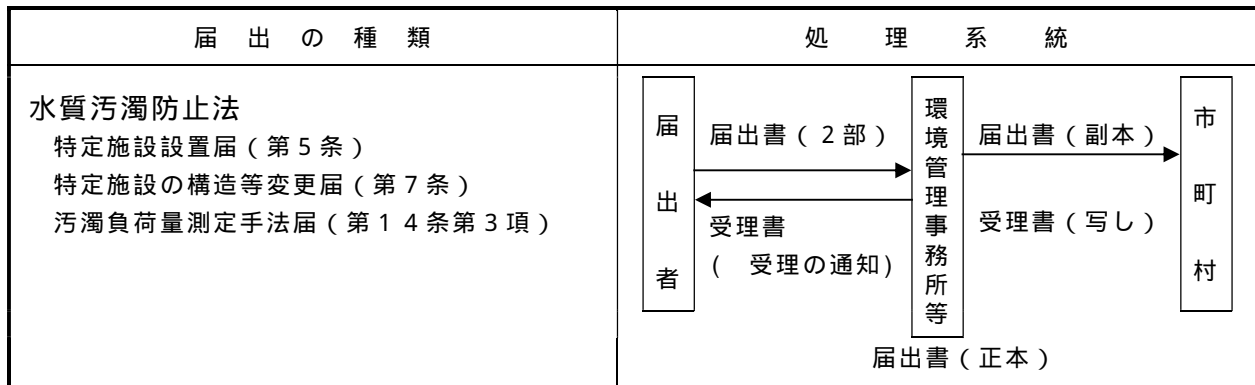 届出の種類
処理系統
水質汚濁防止法
特定施設設置届(第5条)
特定施設の構造等変更届(第7条)
汚濁負荷量測定手法届(第14条第3項)
届出者
届出書(2部)
受理書
( 受理の通知)
環境管理事務所等
届出書(副本)
受理書(写し)
市町村
届出書(正本)